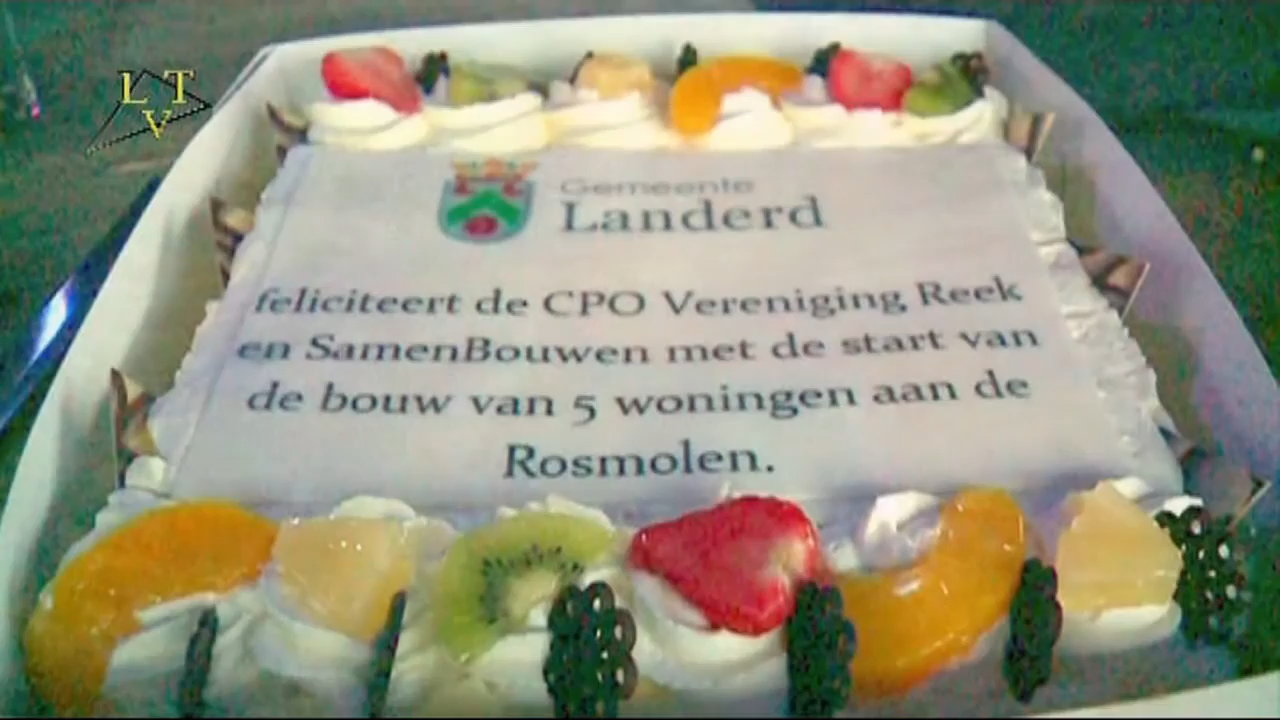 L T
V
Gemeente
Landerd
feliciteert de CPO Vereniging Reek
en SamenBouwen met de start van
de bouw van 5 woningen aan de
Rosmolen.